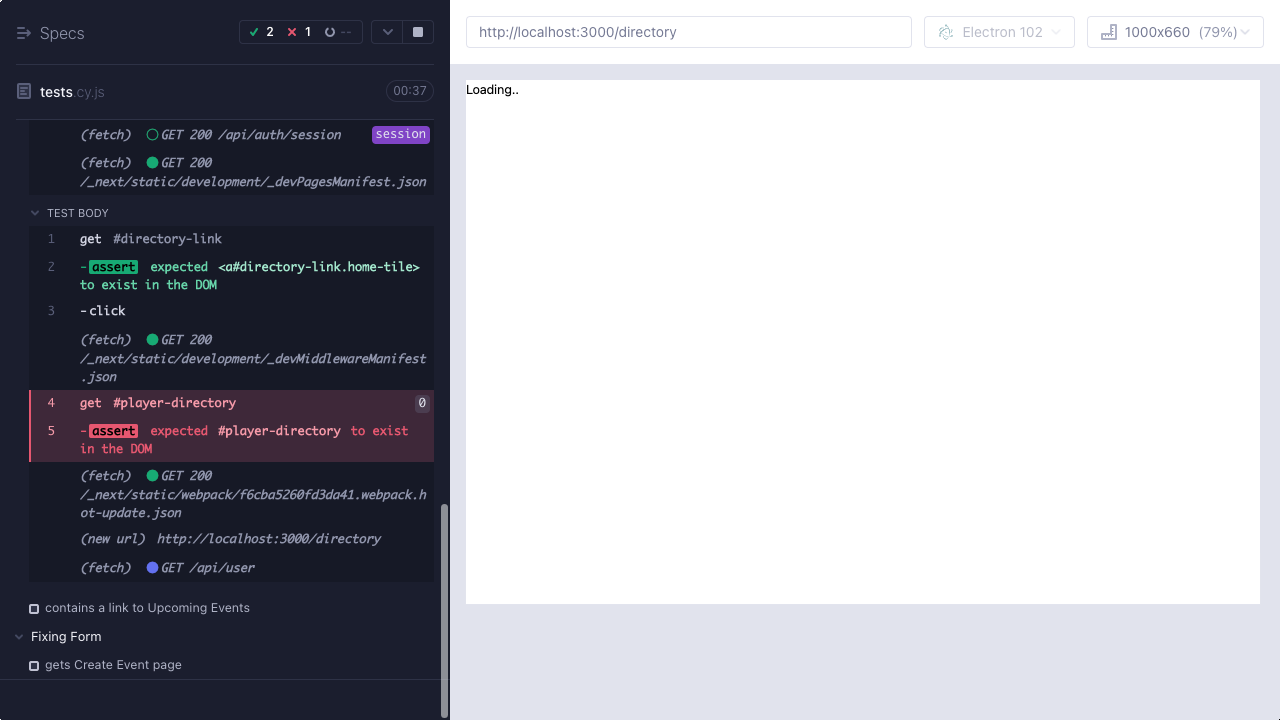 Specs
2 1 --
tests.cy.js 00:37
(fetch) GET 200 /api/auth/session session
(fetch) GET 200
/_next/static/development/_devPagesManifest.json
TEST BODY
1 get #directory-link
2 -assert expected <a#directory-link.home-tile>
to exist in the DOM
3 -click
(fetch) GET 200
/_next/static/development/_devMiddlewareManifest
.json
4 get #player-directory 0
5 -assert expected #player-directory to exist
in the DOM
(fetch) GET 200
/_next/static/webpack/f6cba5260fd3da41.webpack.h
ot-update.json
(new url) http://localhost:3000/directory
(fetch) GET /api/user
contains a link to Upcoming Events
Fixing Form
gets Create Event page
http://localhost:3000/directory
Electron 102
1000x660 (79%)
Loading..